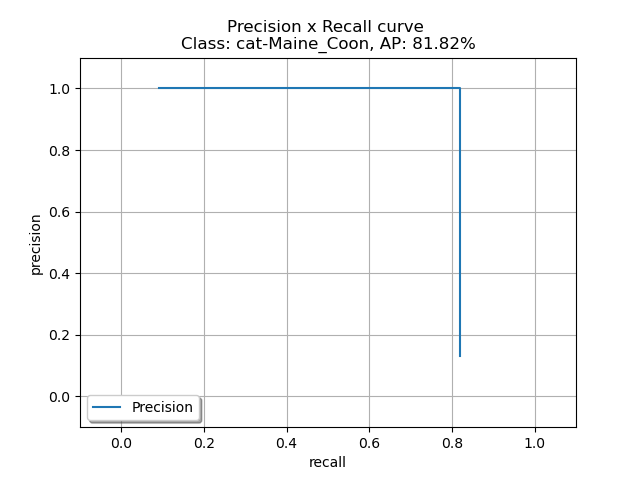 Precision x Recall curve
Class: cat-Maine_Coon, AP: 81.82%
1.0
0.8
0.6
0.4
0.2
0.0
precision
Precision
0.0 0.2 0.4 0.6 0.8 1.0
recall